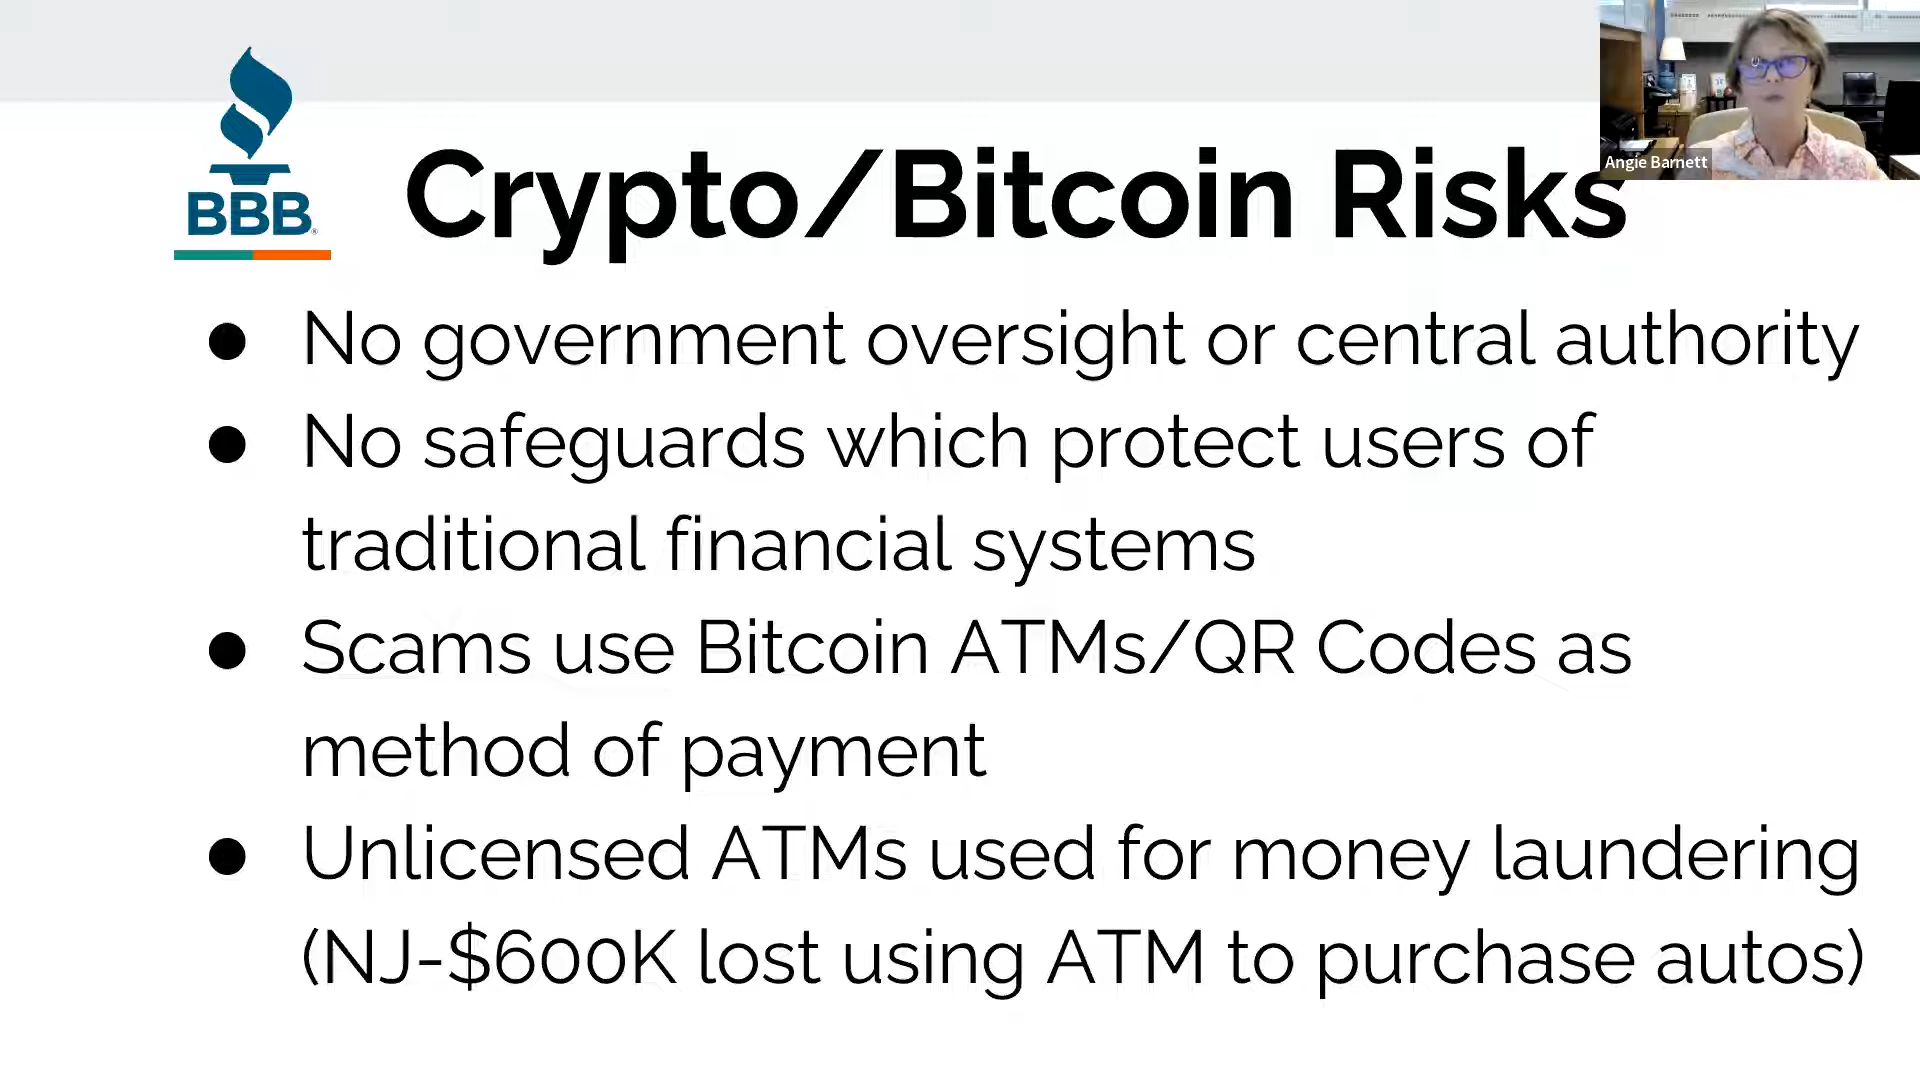 BBB®
Crypto/Bitcoin Risks
Angie Barnett
● No government oversight or central authority
● No safeguards which protect users of
traditional financial systems
● Scams use Bitcoin ATMs/QR Codes as
method of payment
● Unlicensed ATMs used for money laundering
(NJ-$600K lost using ATM to purchase autos)